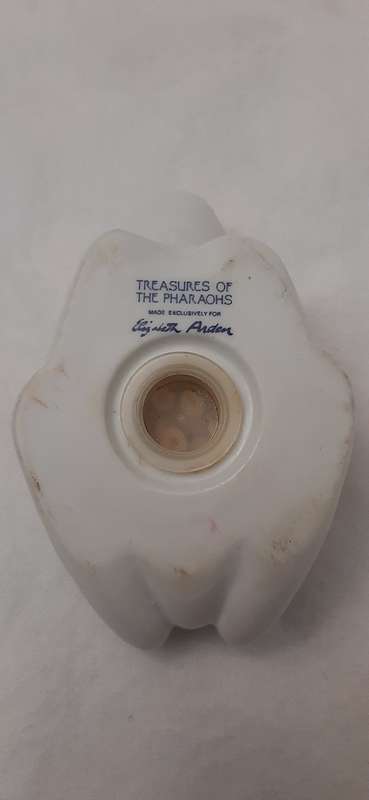 TREASURES OF
THE PHARAOHS
MADE EXCLUSIVELY FOR
Elizabeth Arden